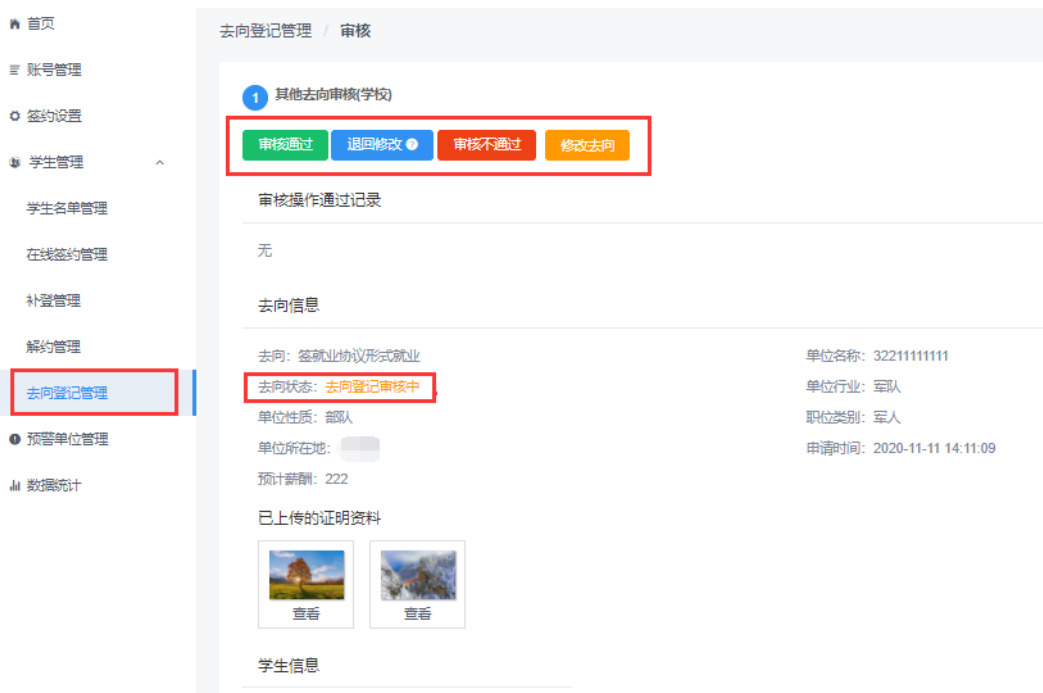 首页
账号管理
签约设置
学生管理
学生名单管理
在线签约管理
补登管理
解约管理
去向登记管理
预警单位管理
数据统计
去向登记管理 / 审核
1 其他去向审核(学校)
审核通过 退回修改 ? 审核不通过 修改去向
审核操作通过记录
无
去向信息
去向：签就业协议形式就业 单位名称：32211111111
去向状态：去向登记审核中 单位行业：军队
单位性质：部队 职位类别：军人
单位所在地： 申请时间：2020-11-11 14:11:09
预计薪酬：222
已上传的证明资料
查看 查看
学生信息